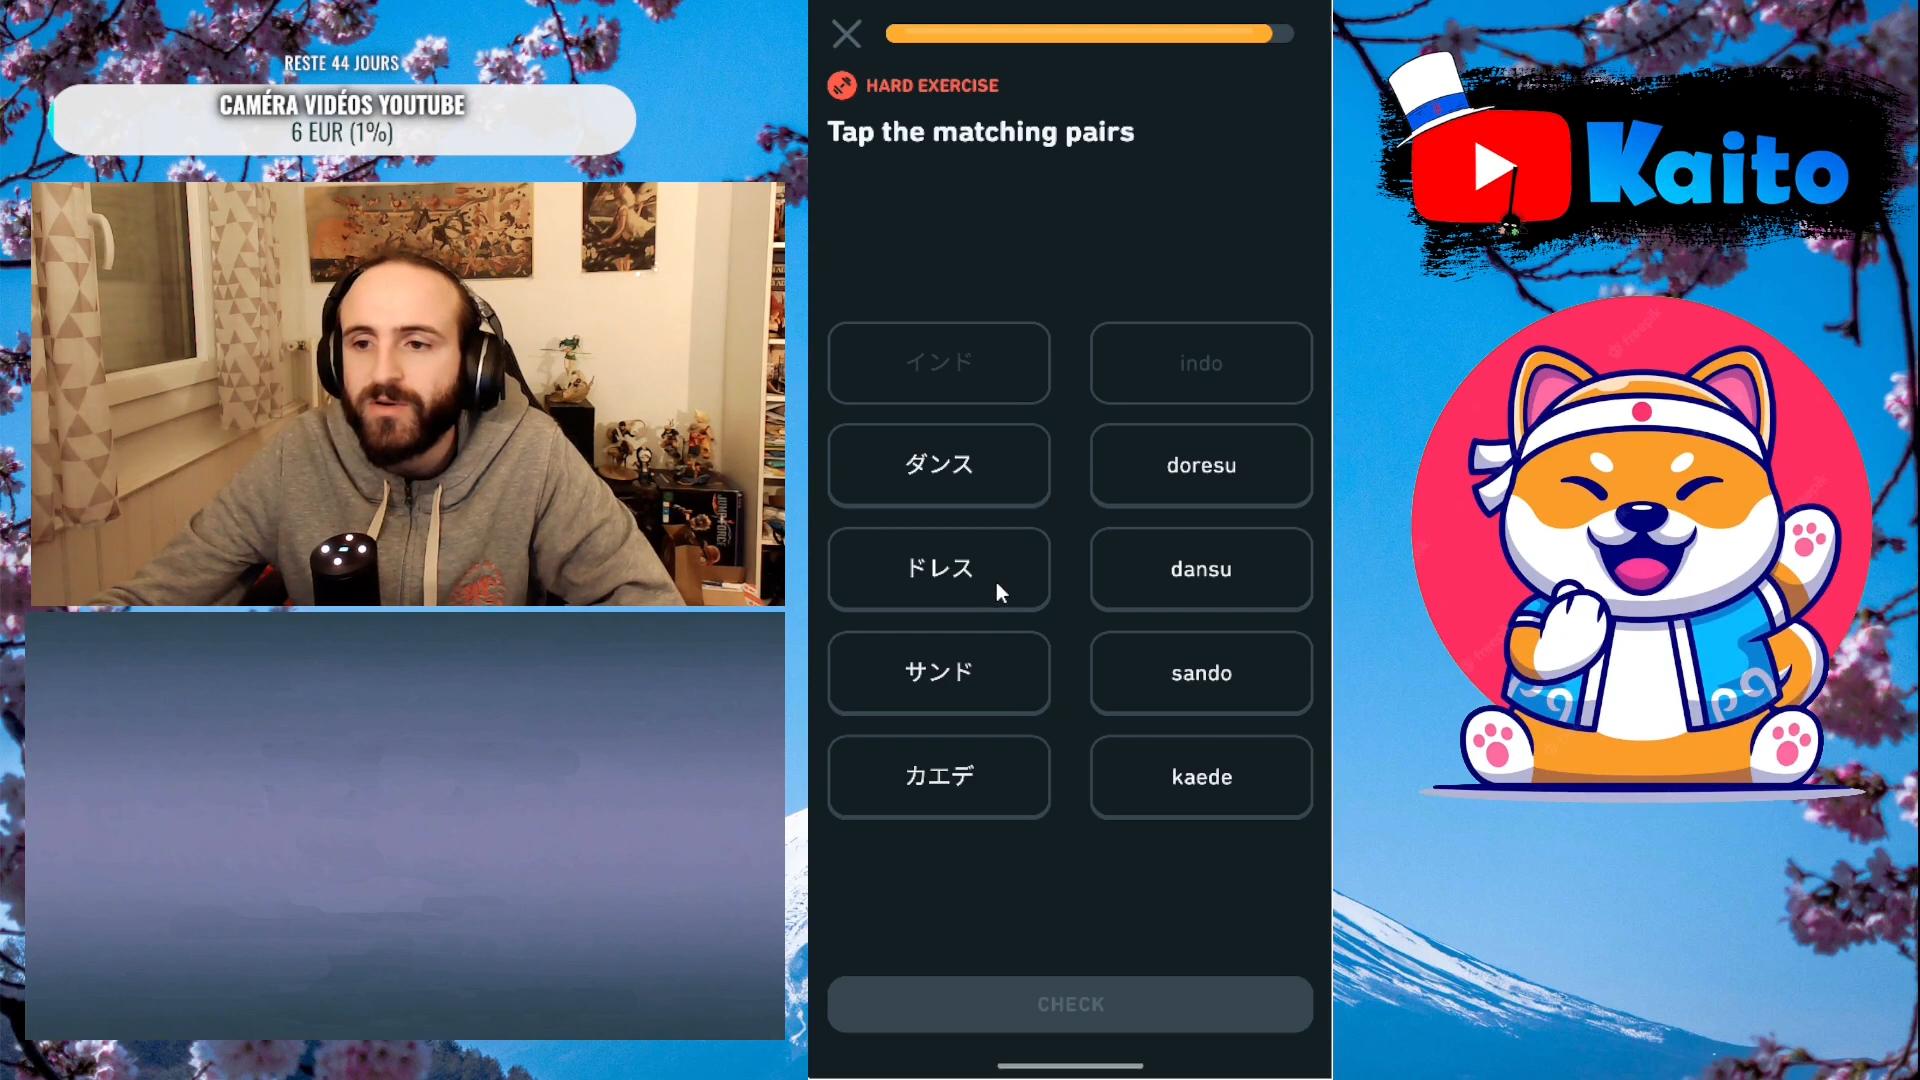 RESTE 44 JOURS
CAMÉRA VIDÉOS YOUTUBE
6 EUR (1%)
HARD EXERCISE
Tap the matching pairs
インド
indo
ダンス
doresu
ドレス
dansu
サンド
sando
カエデ
kaede
CHECK
Kaito